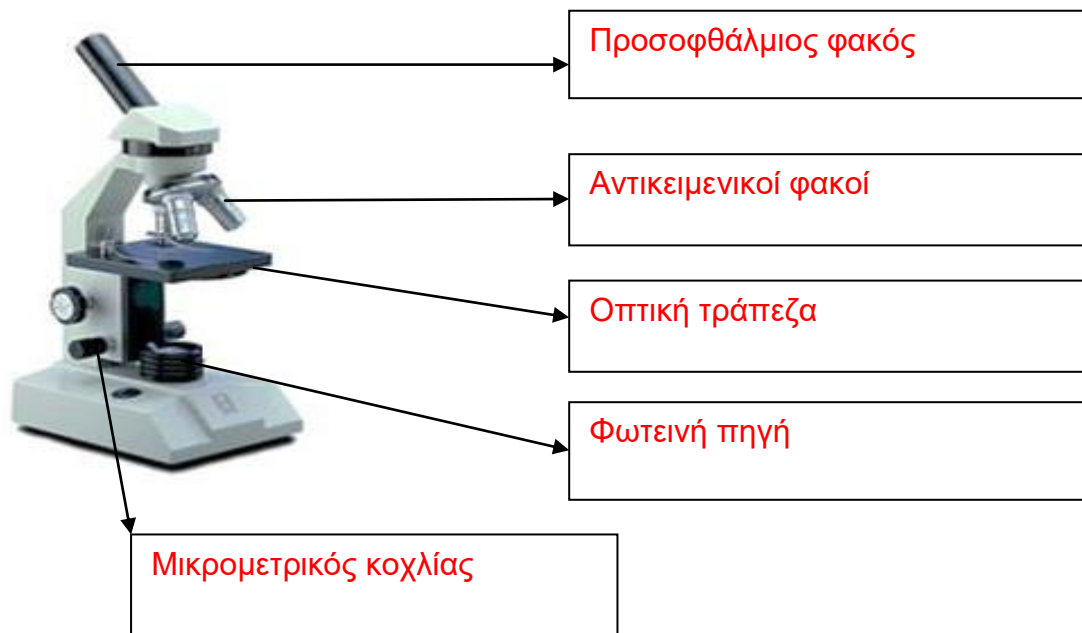 Προσοφθάλμιος φακός
Αντικειμενικοί φακοί
Οπτική τράπεζα
Φωτεινή πηγή
Μικρομετρικός κοχλίας